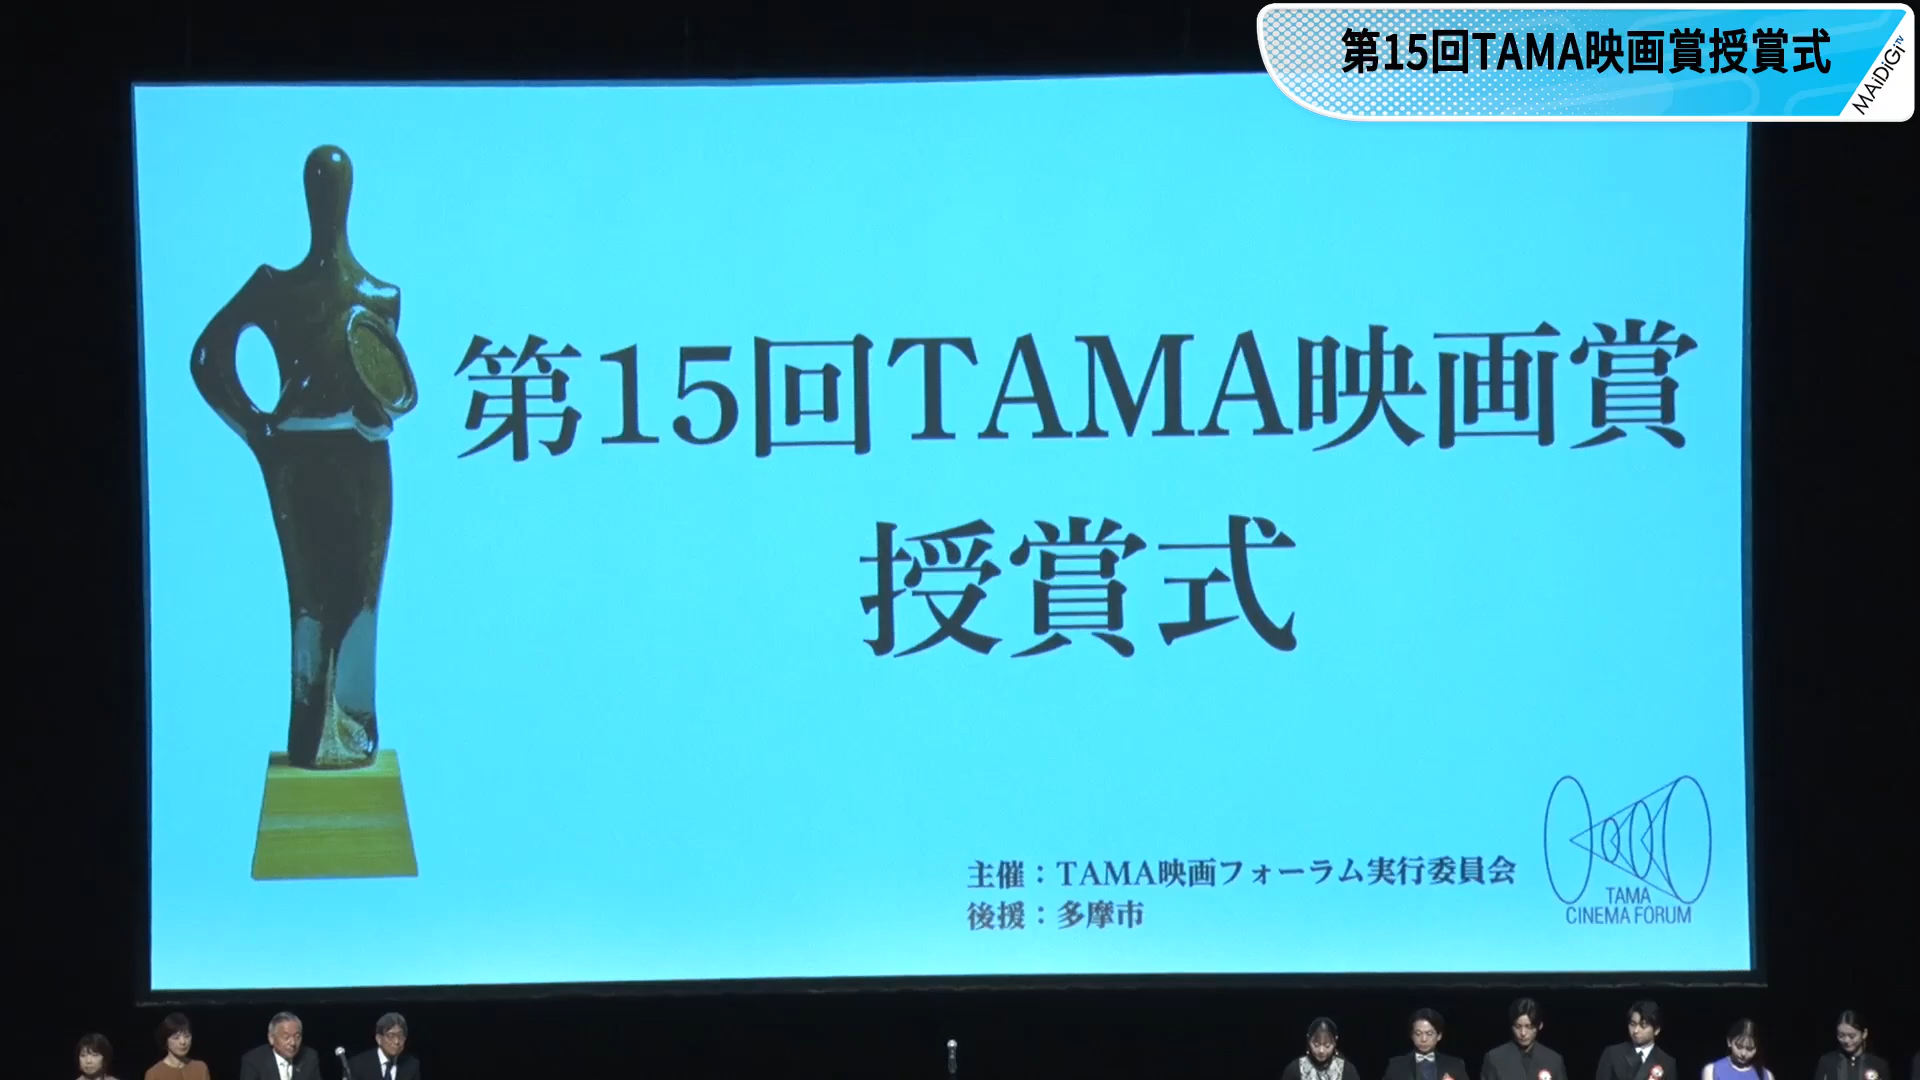 第15回TAMA映画賞授賞式
MAiDiGiTV
第15回TAMA映画賞
授賞式
主催：TAMA映画フォーラム実行委員会
後援：多摩市
TAMA
CINEMA FORUM